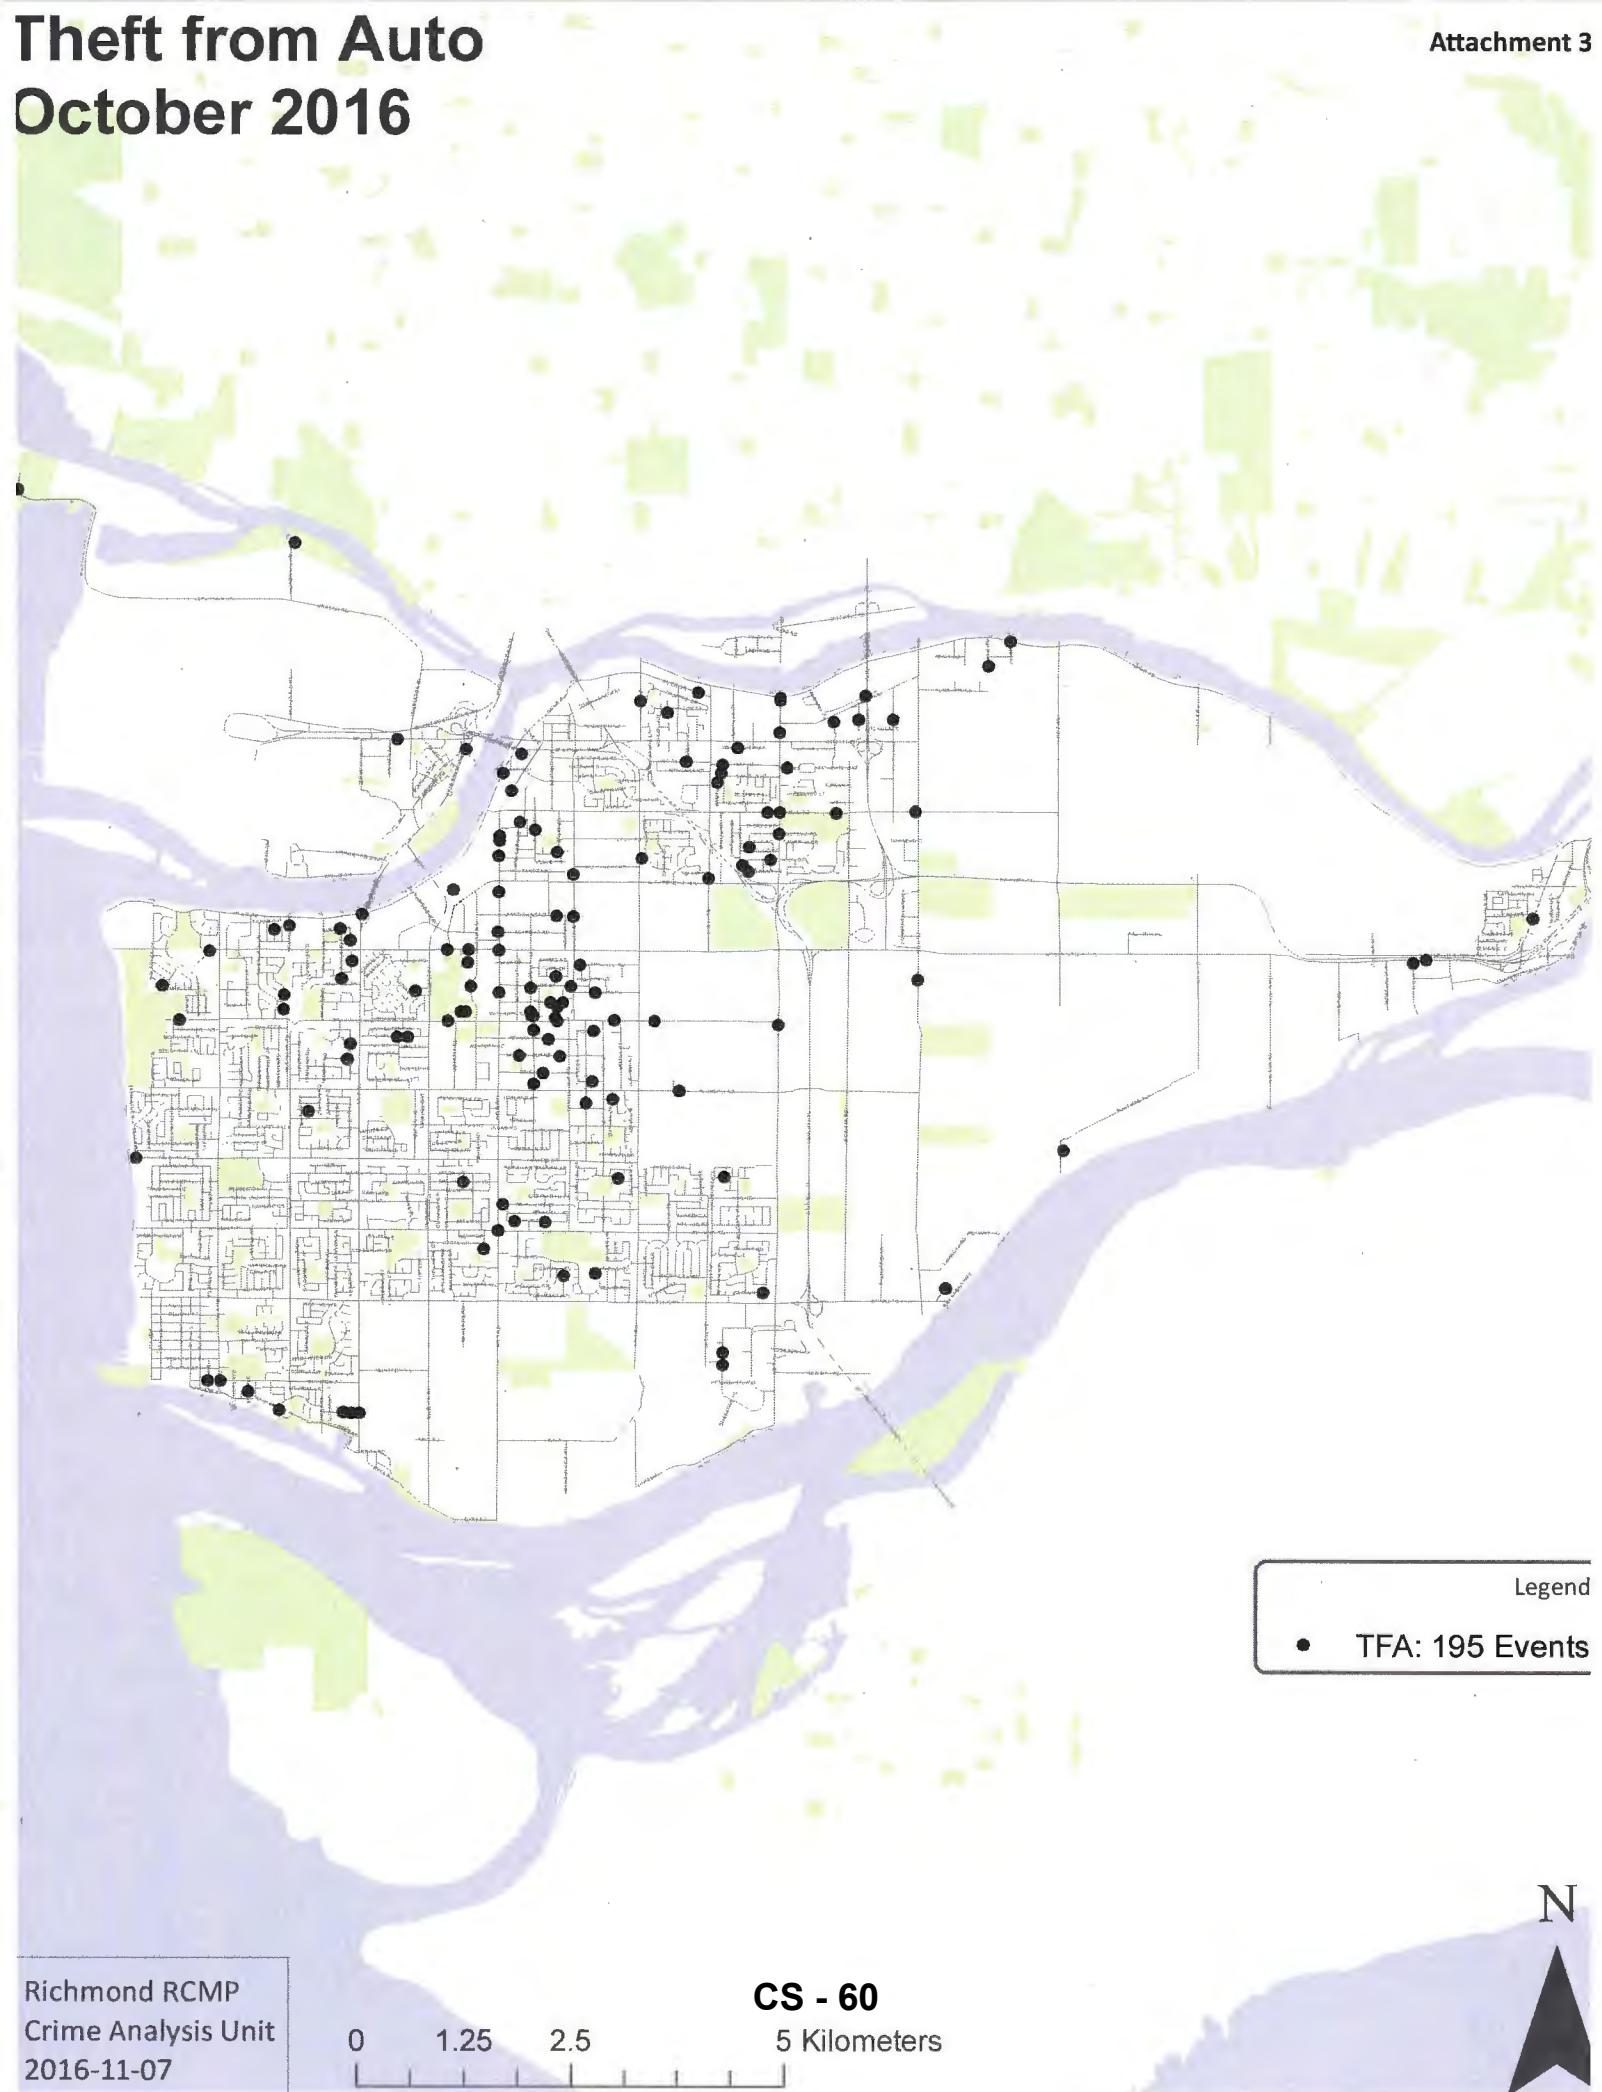 Theft from Auto
October 2016
Attachment 3
Legend
TFA: 195 Events
N
Richmond RCMP
Crime Analysis Unit
2016-11-07
CS - 60
0 1.25 2.5 5 Kilometers